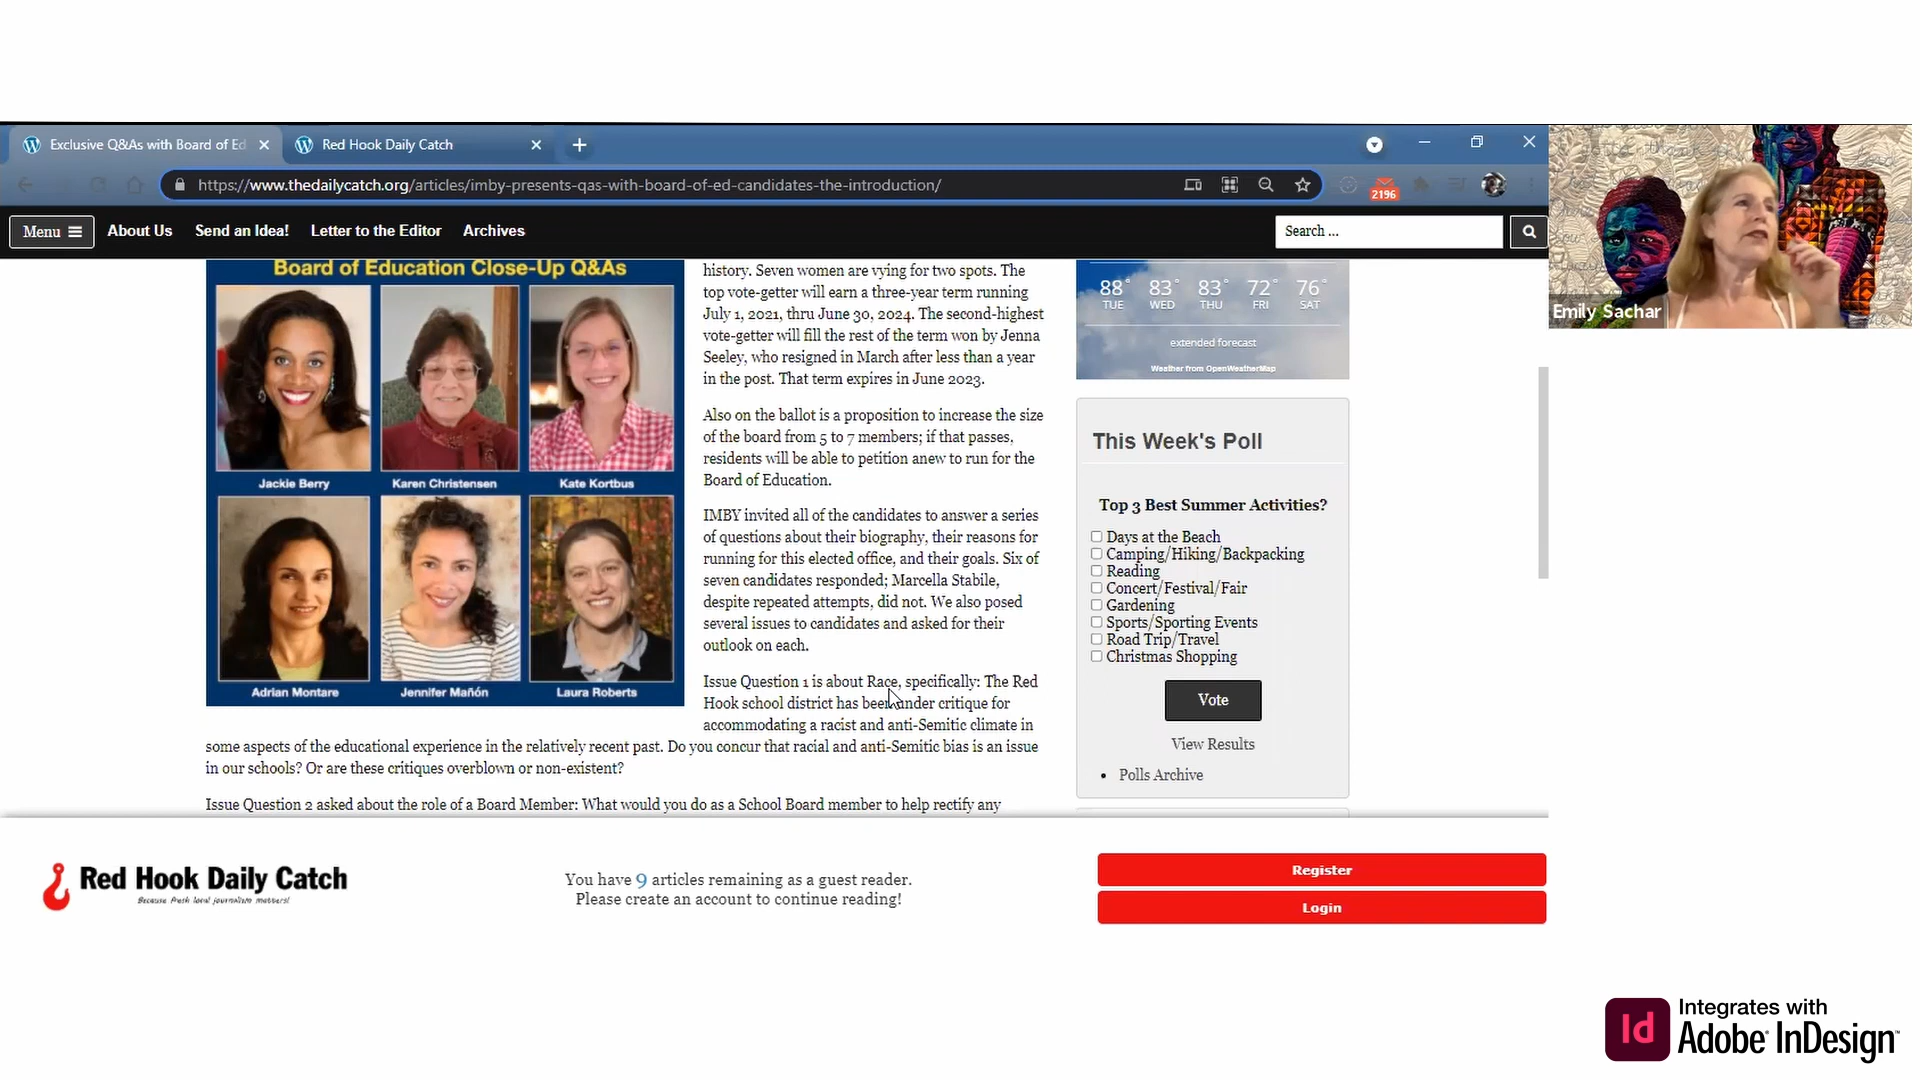 Exclusive Q&As with Board of Ed
Red Hook Daily Catch
https://www.thedailycatch.org/articles/imby-presents-qas-with-board-of-ed-candidates-the-introduction/
2196
Menu
About Us
Send an Idea!
Letter to the Editor
Archives
Search ...
Board of Education Close-Up Q&As
Jackie Berry
Karen Christensen
Kate Kortbus
Adrian Montare
Jennifer Mañón
Laura Roberts
history. Seven women are vying for two spots. The
top vote-getter will earn a three-year term running
July 1, 2021, thru June 30, 2024. The second-highest
vote-getter will fill the rest of the term won by Jenna
Seeley, who resigned in March after less than a year
in the post. That term expires in June 2023.
Also on the ballot is a proposition to increase the size
of the board from 5 to 7 members; if that passes,
residents will be able to petition anew to run for the
Board of Education.
IMBY invited all of the candidates to answer a series
of questions about their biography, their reasons for
running for this elected office, and their goals. Six of
seven candidates responded; Marcella Stabile,
despite repeated attempts, did not. We also posed
several issues to candidates and asked for their
outlook on each.
Issue Question 1 is about Race, specifically: The Red
Hook school district has been under critique for
accommodating a racist and anti-Semitic climate in
some aspects of the educational experience in the relatively recent past. Do you concur that racial and anti-Semitic bias is an issue
in our schools? Or are these critiques overblown or non-existent?
Issue Question 2 asked about the role of a Board Member: What would you do as a School Board member to help rectify any
88° 83° 83° 72° 76°
TUE WED THU FRI SAT
extended forecast
Weather from OpenWeatherMap
This Week's Poll
Top 3 Best Summer Activities?
Days at the Beach
Camping/Hiking/Backpacking
Reading
Concert/Festival/Fair
Gardening
Sports/Sporting Events
Road Trip/Travel
Christmas Shopping
Vote
View Results
Polls Archive
Emily Sachar
Red Hook Daily Catch
Because fresh local journalism matters!
You have 9 articles remaining as a guest reader.
Please create an account to continue reading!
Register
Login
Id
Integrates with
Adobe InDesign